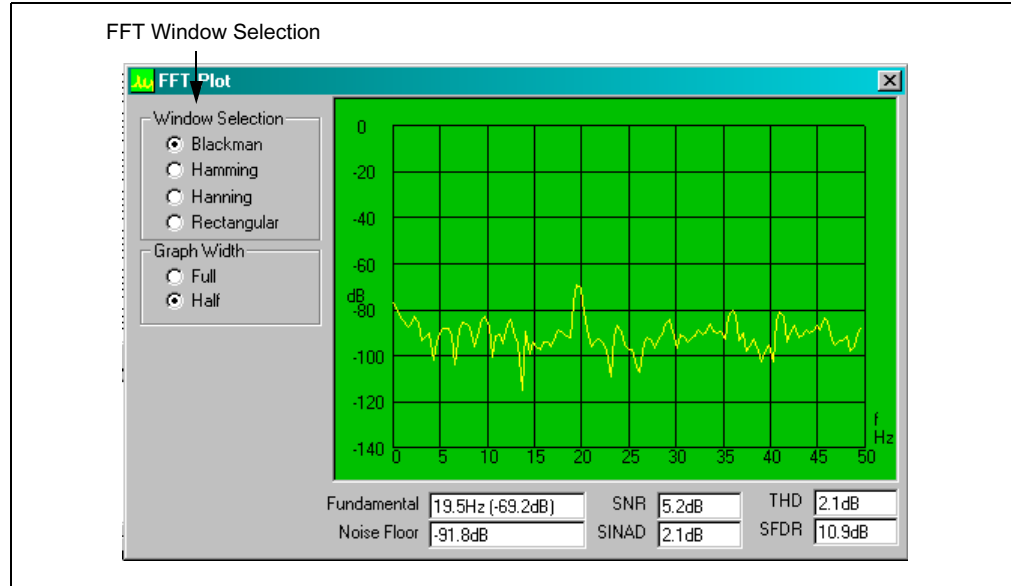 FFT Window Selection
FFT Plot
Window Selection
Blackman
Hamming
Hanning
Rectangular
Graph Width
Full
Half
0
-20
-40
-60
dB
-80
-100
-120
-140
0 5 10 15 20 25 30 35 40 45 50
f
Hz
Fundamental 19.5Hz (-69.2dB) SNR 5.2dB THD 2.1dB
Noise Floor -91.8dB SINAD 2.1dB SFDR 10.9dB